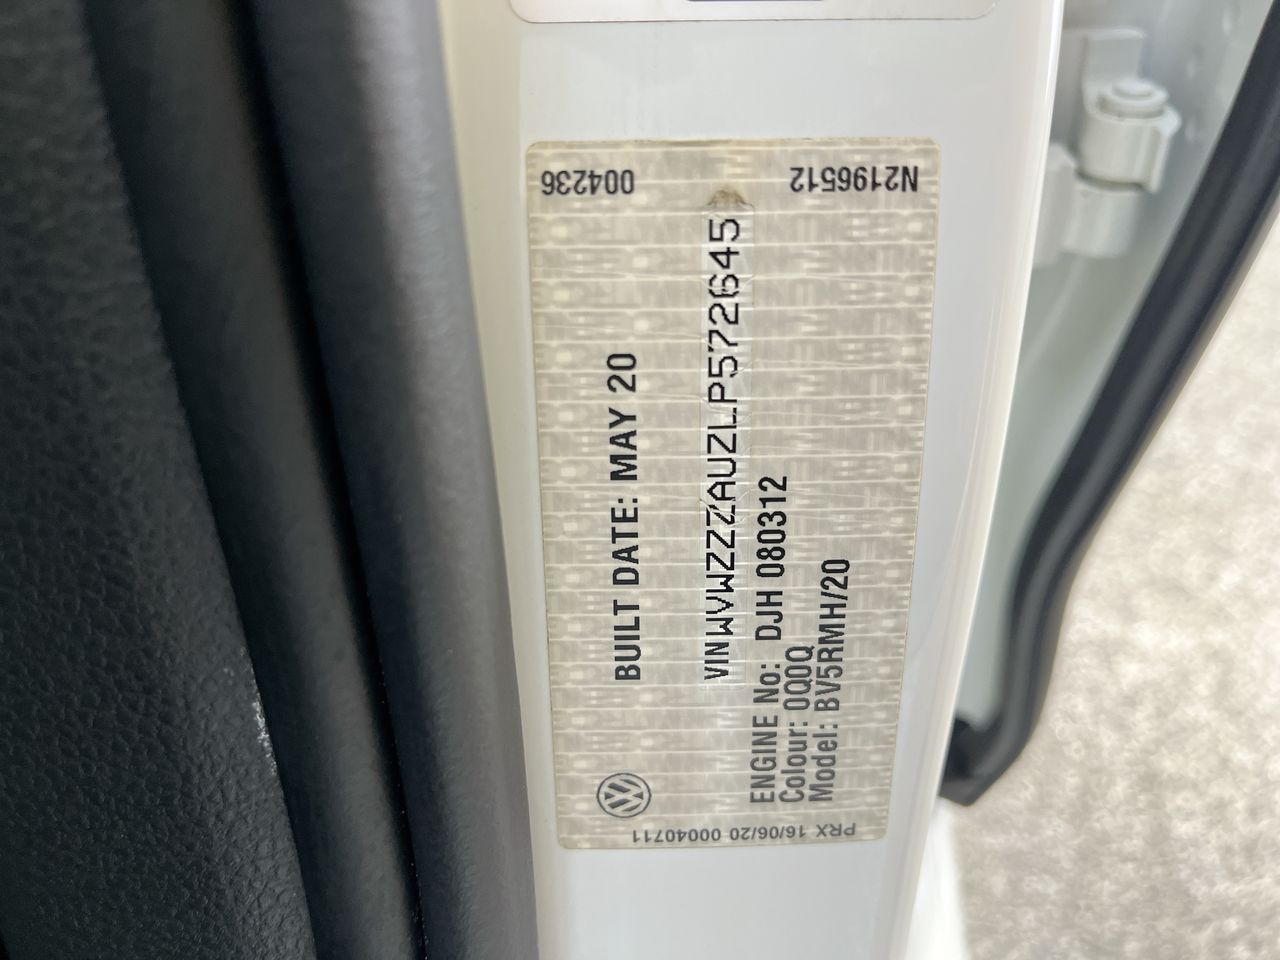 BUILT DATE: MAY 20
VIN WVWZZZAUZLP572645
ENGINE No: DJH 080312
Colour: 0Q0Q
Model: BV5RMH/20
PRX 16/06/20 00040711
N2196512
004236